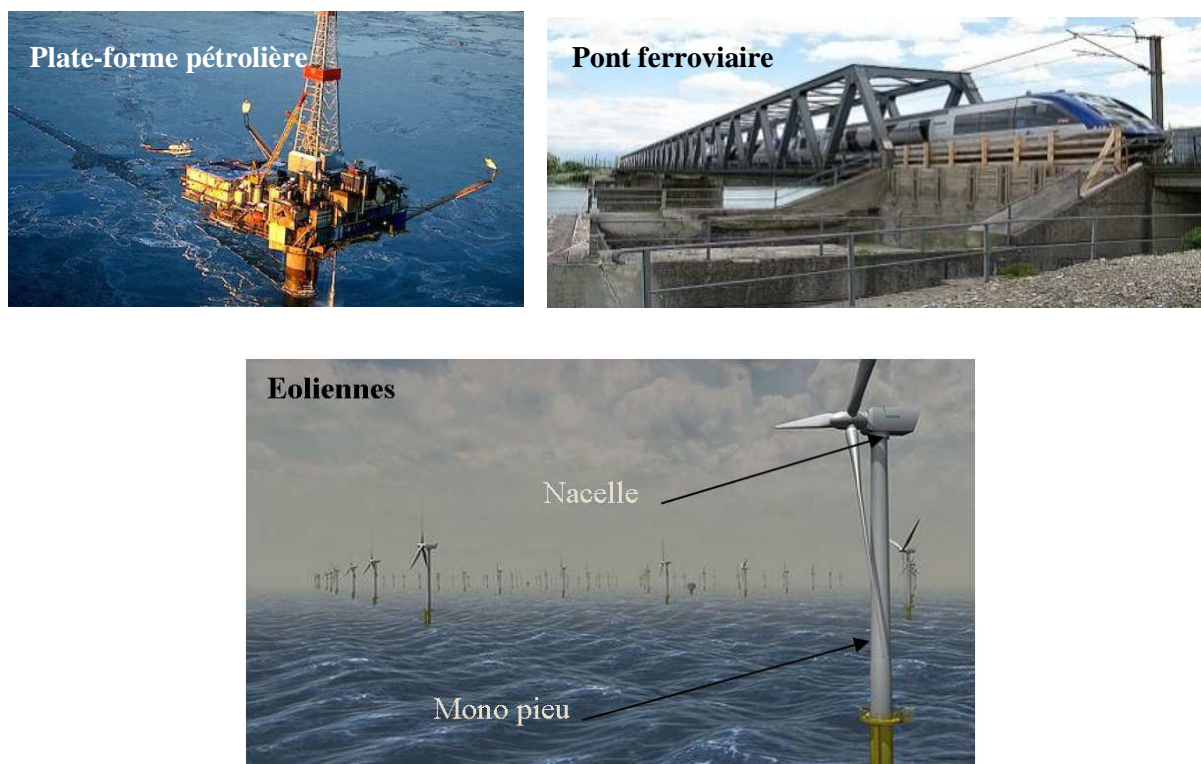 Plate-forme pétrolière
Pont ferroviaire
Eoliennes
Nacelle
Mono pieu